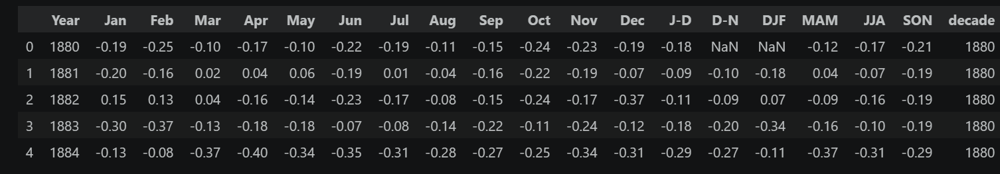 Year Jan Feb Mar Apr May Jun Jul Aug Sep Oct Nov Dec J-D D-N DJF MAM JJA SON decade
0 1880 -0.19 -0.25 -0.10 -0.17 -0.10 -0.22 -0.19 -0.11 -0.15 -0.24 -0.23 -0.19 -0.18 NaN NaN -0.12 -0.17 -0.21 1880
1 1881 -0.20 -0.16 0.02 0.04 0.06 -0.19 0.01 -0.04 -0.16 -0.22 -0.19 -0.07 -0.09 -0.10 -0.18 0.04 -0.07 -0.19 1880
2 1882 0.15 0.13 0.04 -0.16 -0.14 -0.23 -0.17 -0.08 -0.15 -0.24 -0.17 -0.37 -0.11 -0.09 0.07 -0.09 -0.16 -0.19 1880
3 1883 -0.30 -0.37 -0.13 -0.18 -0.18 -0.07 -0.08 -0.14 -0.22 -0.11 -0.24 -0.12 -0.18 -0.20 -0.34 -0.16 -0.10 -0.19 1880
4 1884 -0.13 -0.08 -0.37 -0.40 -0.34 -0.35 -0.31 -0.28 -0.27 -0.25 -0.34 -0.31 -0.29 -0.27 -0.11 -0.37 -0.31 -0.29 1880